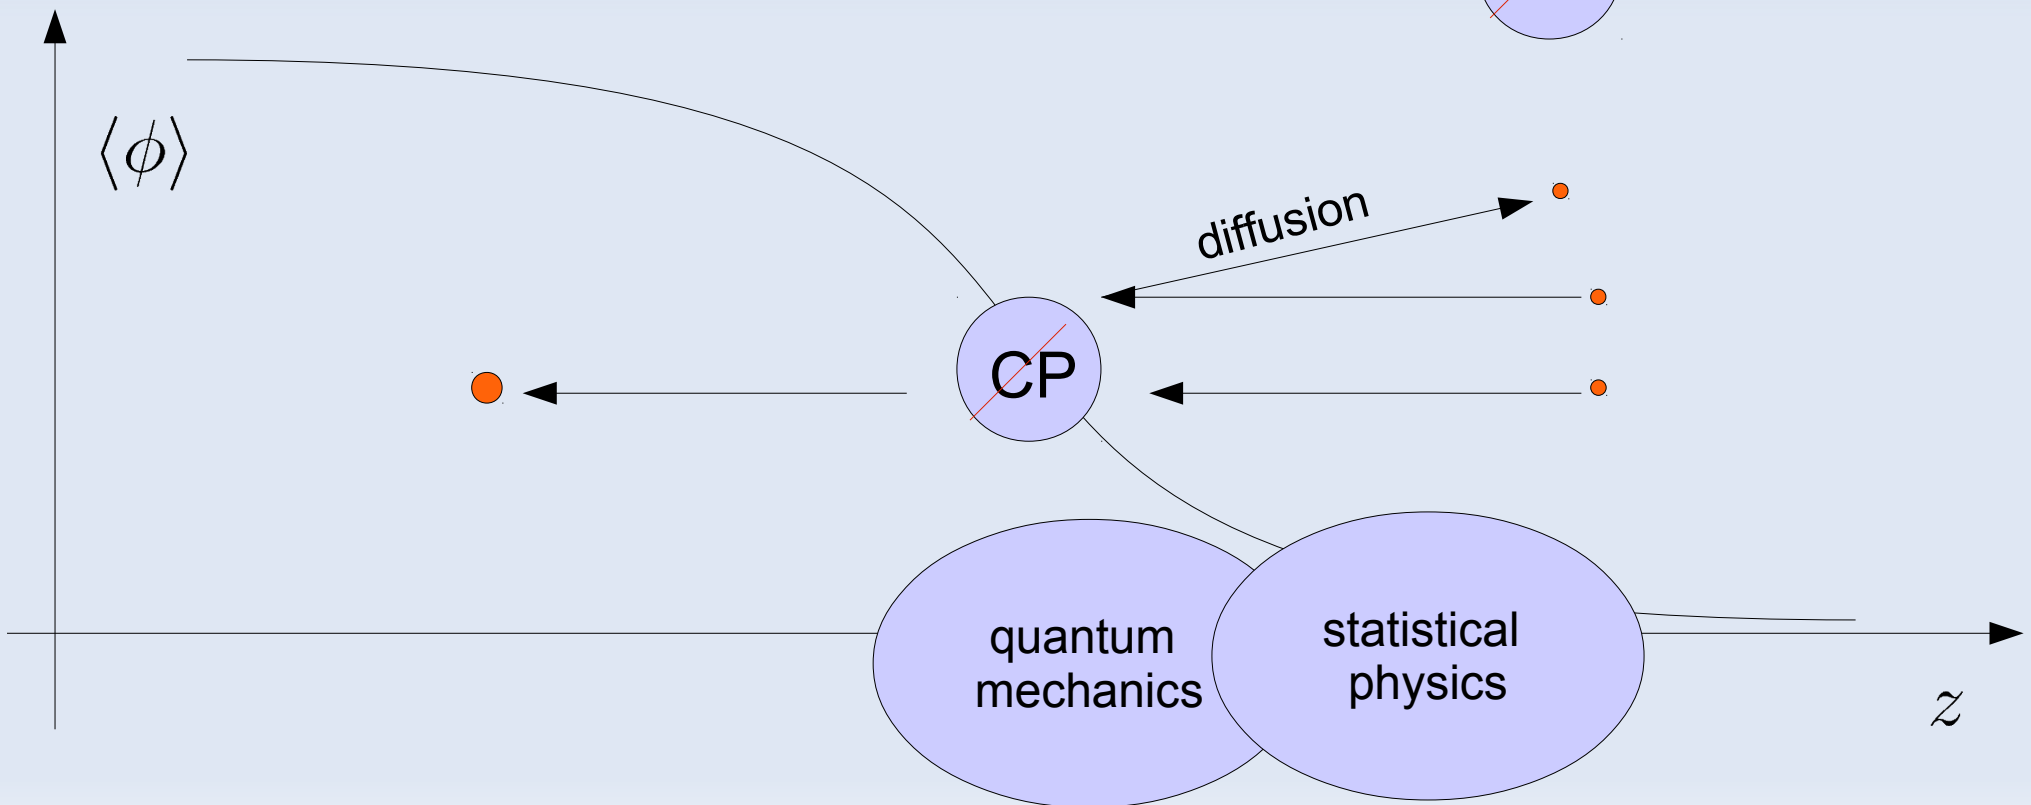 ⟨ϕ⟩
diffusion
CP
quantum
mechanics
statistical
physics
z